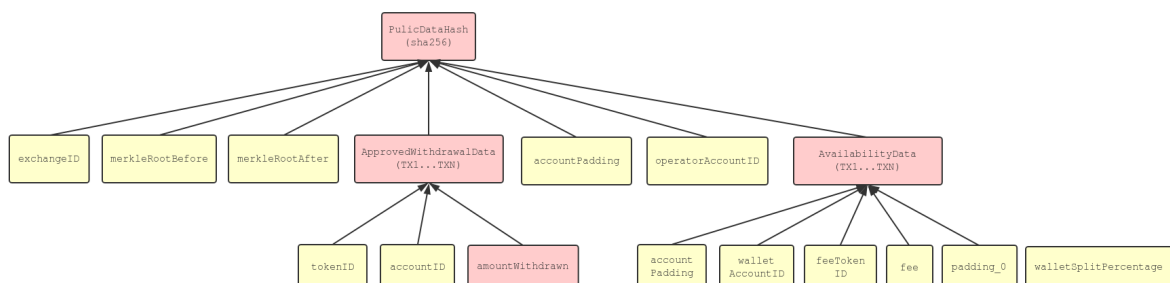 PulicDataHash
(sha256)
exchangeID
merkleRootBefore
merkleRootAfter
ApprovedWithdrawalData
(TX1...TXN)
accountPadding
operatorAccountID
AvailabilityData
(TX1...TXN)
tokenID
accountID
amountWithdrawn
account
Padding
wallet
AccountID
feeToken
ID
fee
padding_0
walletSplitPercentage